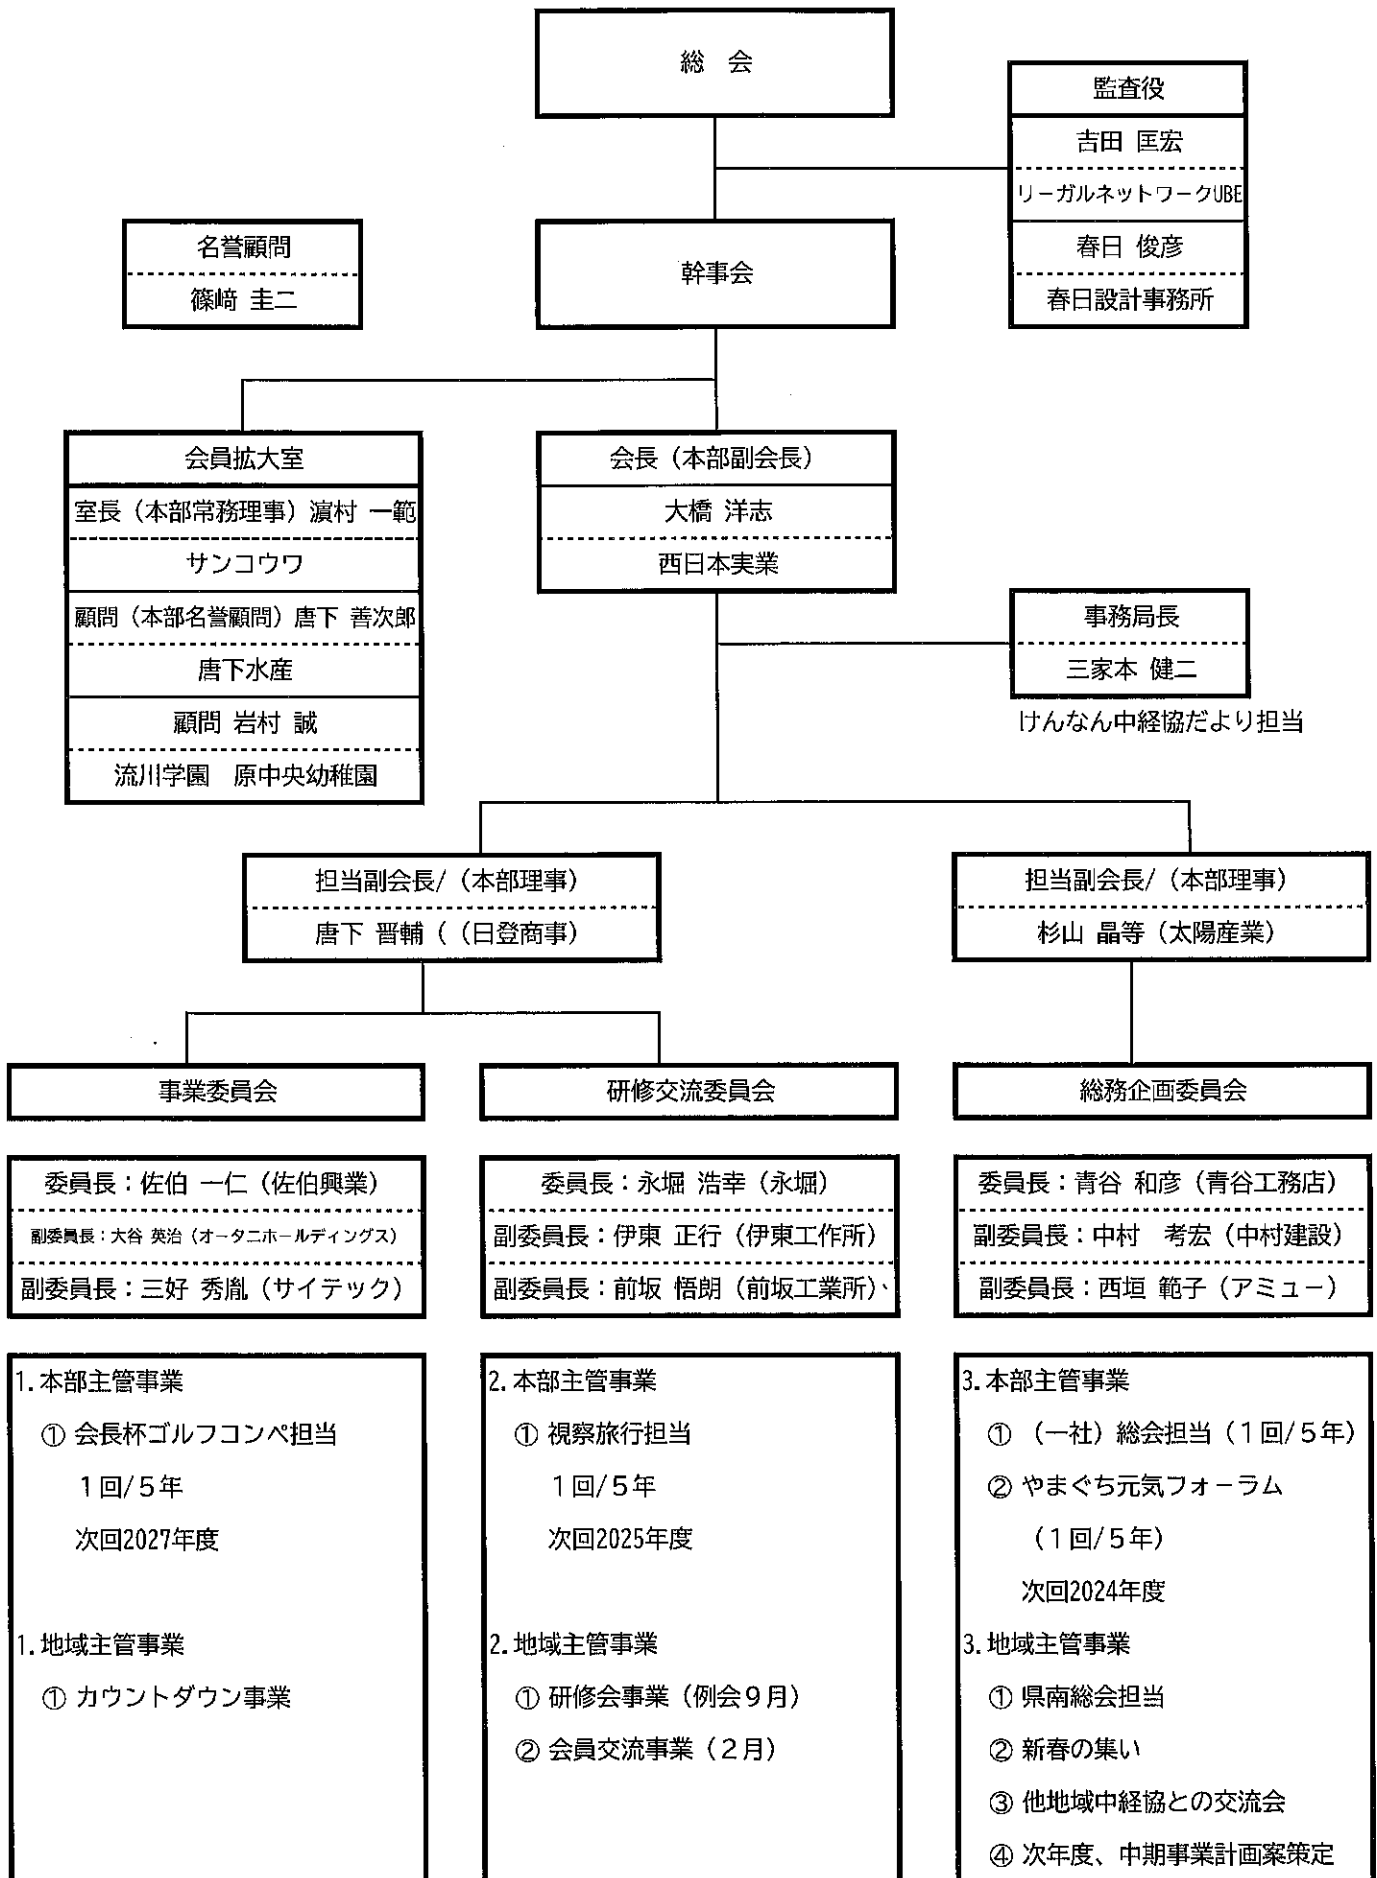 総　会
監査役
吉田 匡宏
リーガルネットワークUBE
春日 俊彦
春日設計事務所
名誉顧問
篠﨑 圭二
幹事会
会員拡大室
室長（本部常務理事）濵村 一範
サンコウワ
顧問（本部名誉顧問）唐下 善次郎
唐下水産
顧問 岩村 誠
流川学園　原中央幼稚園
会長（本部副会長）
大橋 洋志
西日本実業
事務局長
三家本 健二
けんなん中経協だより担当
担当副会長/（本部理事）
唐下 晋輔（（日登商事）
担当副会長/（本部理事）
杉山 晶等（太陽産業）
事業委員会
研修交流委員会
総務企画委員会
委員長：佐伯 一仁（佐伯興業）
副委員長：大谷 英治（オータニホールディングス）
副委員長：三好 秀胤（サイテック）
委員長：永堀 浩幸（永堀）
副委員長：伊東 正行（伊東工作所）
副委員長：前坂 悟朗（前坂工業所）
委員長：青谷 和彦（青谷工務店）
副委員長：中村　考宏（中村建設）
副委員長：西垣 範子（アミュー）
1.本部主管事業
① 会長杯ゴルフコンペ担当
１回/５年
次回2027年度
1.地域主管事業
① カウントダウン事業
2.本部主管事業
① 視察旅行担当
１回/５年
次回2025年度
2.地域主管事業
① 研修会事業（例会９月）
② 会員交流事業（２月）
3.本部主管事業
① （一社）総会担当（１回/５年）
② やまぐち元気フォーラム
（１回/５年）
次回2024年度
3.地域主管事業
① 県南総会担当
② 新春の集い
③ 他地域中経協との交流会
④ 次年度、中期事業計画案策定